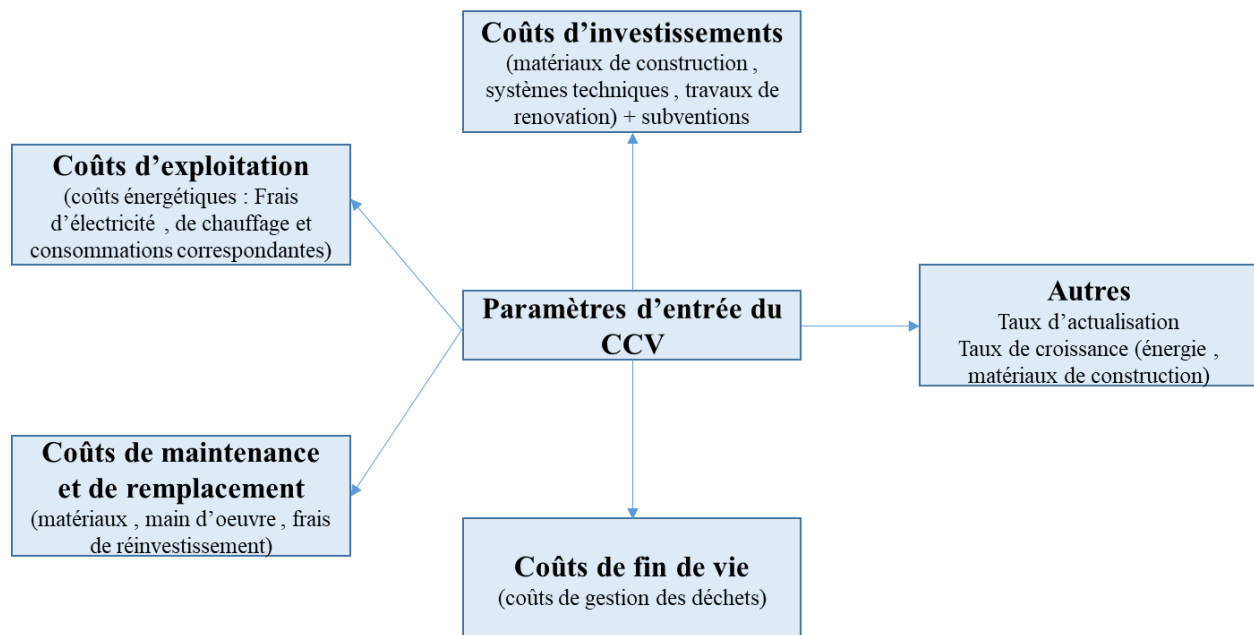 Coûts d’investissements
(matériaux de construction ,
systèmes techniques , travaux de
renovation) + subventions
Coûts d’exploitation
(coûts énergétiques : Frais
d’électricité , de chauffage et
consommations correspondantes)
Paramètres d’entrée du
CCV
Autres
Taux d’actualisation
Taux de croissance (énergie ,
matériaux de construction)
Coûts de maintenance
et de remplacement
(matériaux , main d’oeuvre , frais
de réinvestissement)
Coûts de fin de vie
(coûts de gestion des déchets)